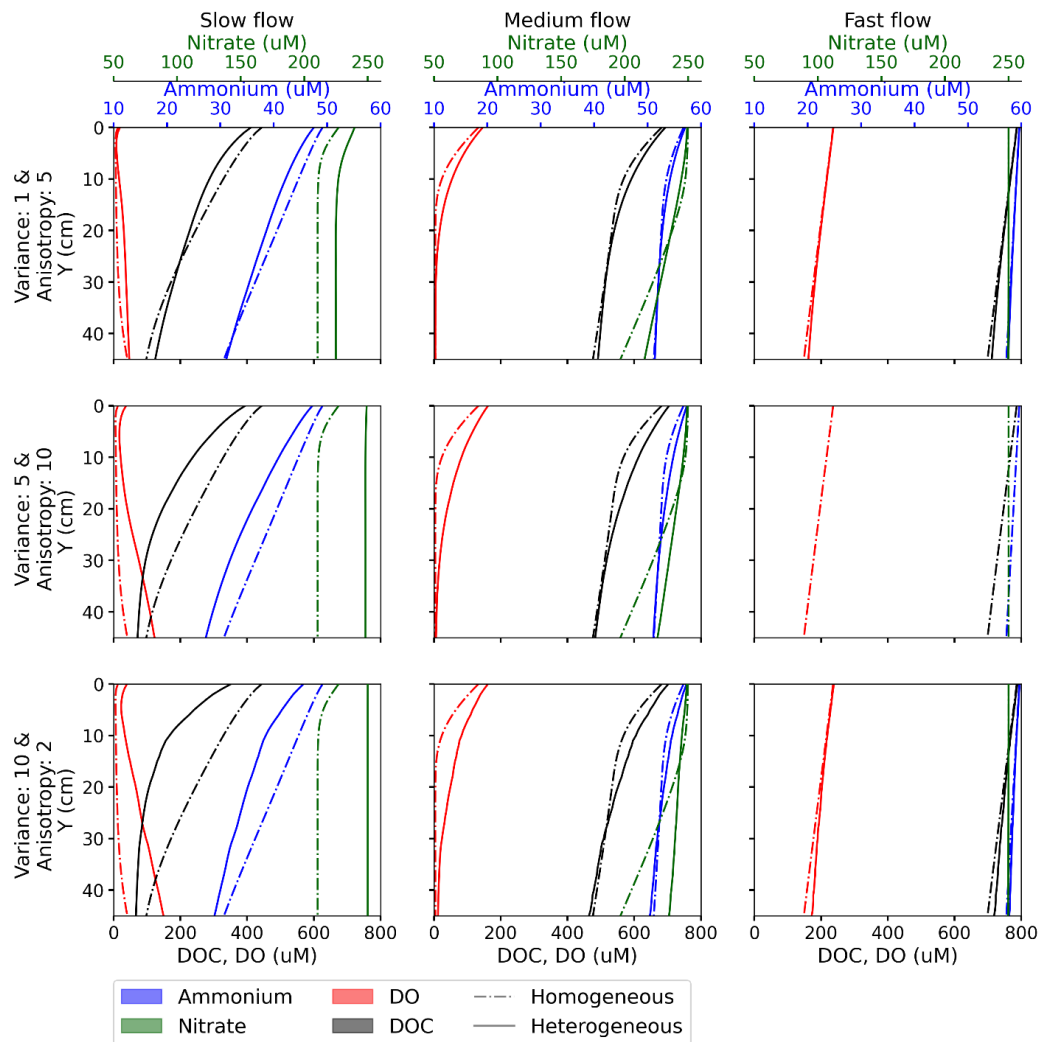 Slow flow
Medium flow
Fast flow
Nitrate (uM)
Nitrate (uM)
Nitrate (uM)
50 100 150 200 250
50 100 150 200 250
50 100 150 200 250
Ammonium (uM)
Ammonium (uM)
Ammonium (uM)
10 20 30 40 50 60
10 20 30 40 50 60
10 20 30 40 50 60
Variance: 1 &
Anisotropy: 5
Y (cm)
0
10
20
30
40
Variance: 5 &
Anisotropy: 10
Y (cm)
0
10
20
30
40
Variance: 10 &
Anisotropy: 2
Y (cm)
0
10
20
30
40
0 200 400 600 800
0 200 400 600 800
0 200 400 600 800
DOC, DO (uM)
DOC, DO (uM)
DOC, DO (uM)
Ammonium
DO
Homogeneous
Nitrate
DOC
Heterogeneous